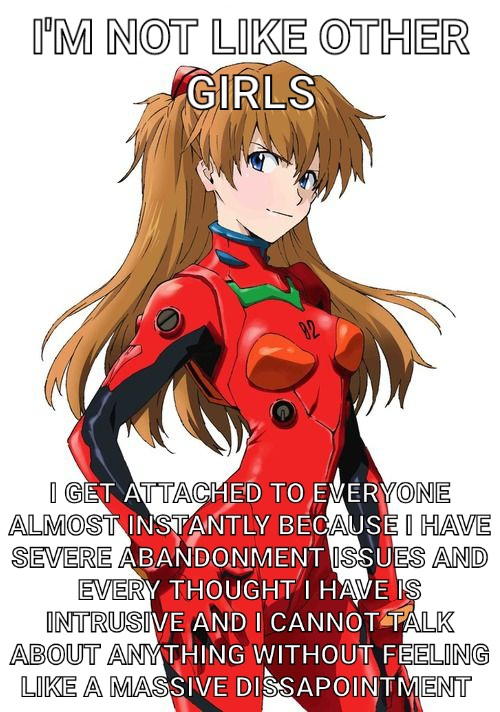 I'M NOT LIKE OTHER
GIRLS
02
I GET ATTACHED TO EVERYONE
ALMOST INSTANTLY BECAUSE I HAVE
SEVERE ABANDONMENT ISSUES AND
EVERY THOUGHT I HAVE IS
INTRUSIVE AND I CANNOT TALK
ABOUT ANYTHING WITHOUT FEELING
LIKE A MASSIVE DISSAPOINTMENT